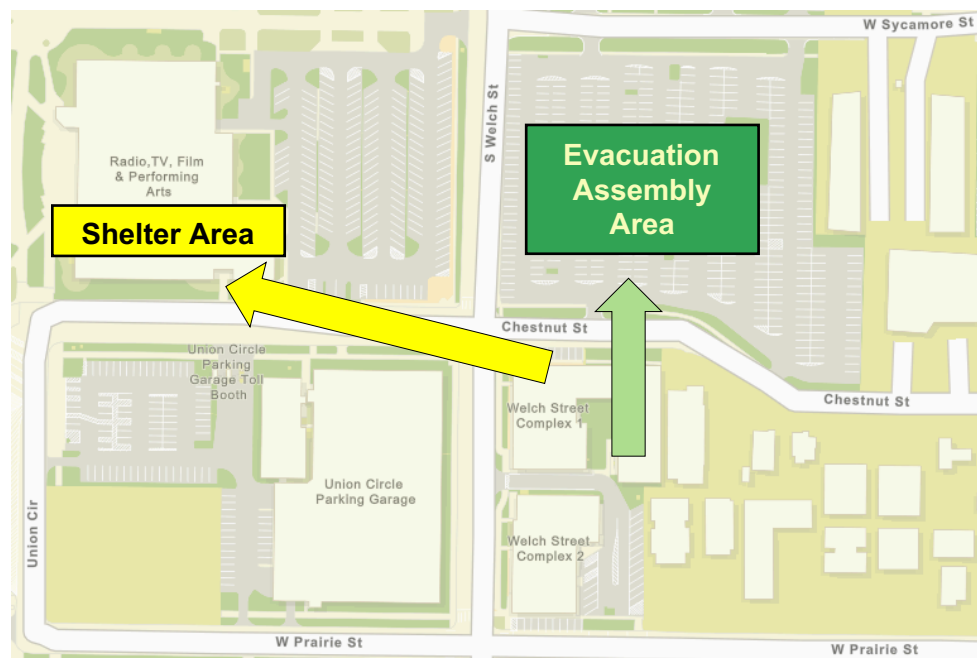 W Sycamore St
S Welch St
Evacuation
Assembly
Area
Radio,TV, Film
& Performing
Arts
Shelter Area
Chestnut St
Union Circle
Parking
Garage Toll
Booth
Chestnut St
Welch Street
Complex 1
Union Circle
Parking Garage
Union Cir
Welch Street
Complex 2
W Prairie St
W Prairie St